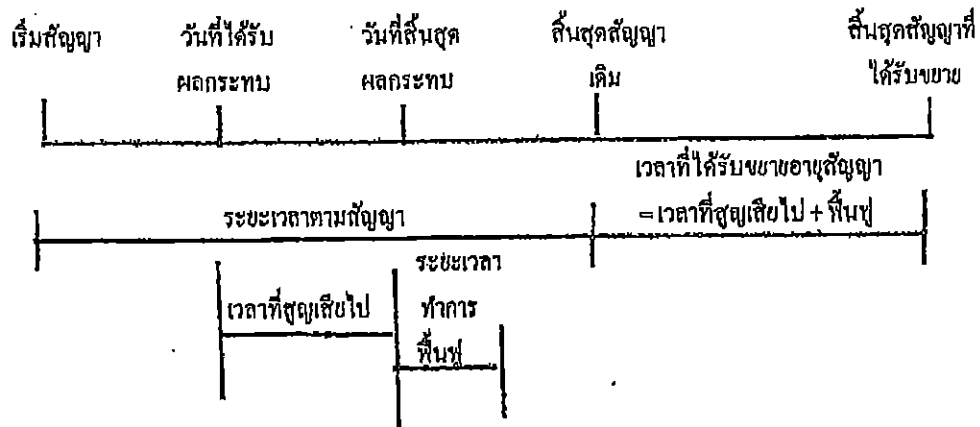 เริ่มสัญญา วันที่ได้รับ วันที่สิ้นสุด สิ้นสุดสัญญา สิ้นสุดสัญญาที่
ผลกระทบ ผลกระทบ เดิม ได้รับขยาย
เวลาที่ได้รับขยายอายุสัญญา
ระยะเวลาตามสัญญา =เวลาที่สูญเสียไป + ฟื้นฟู
ระยะเวลา
เวลาที่สูญเสียไป ทำการ
ฟื้นฟู